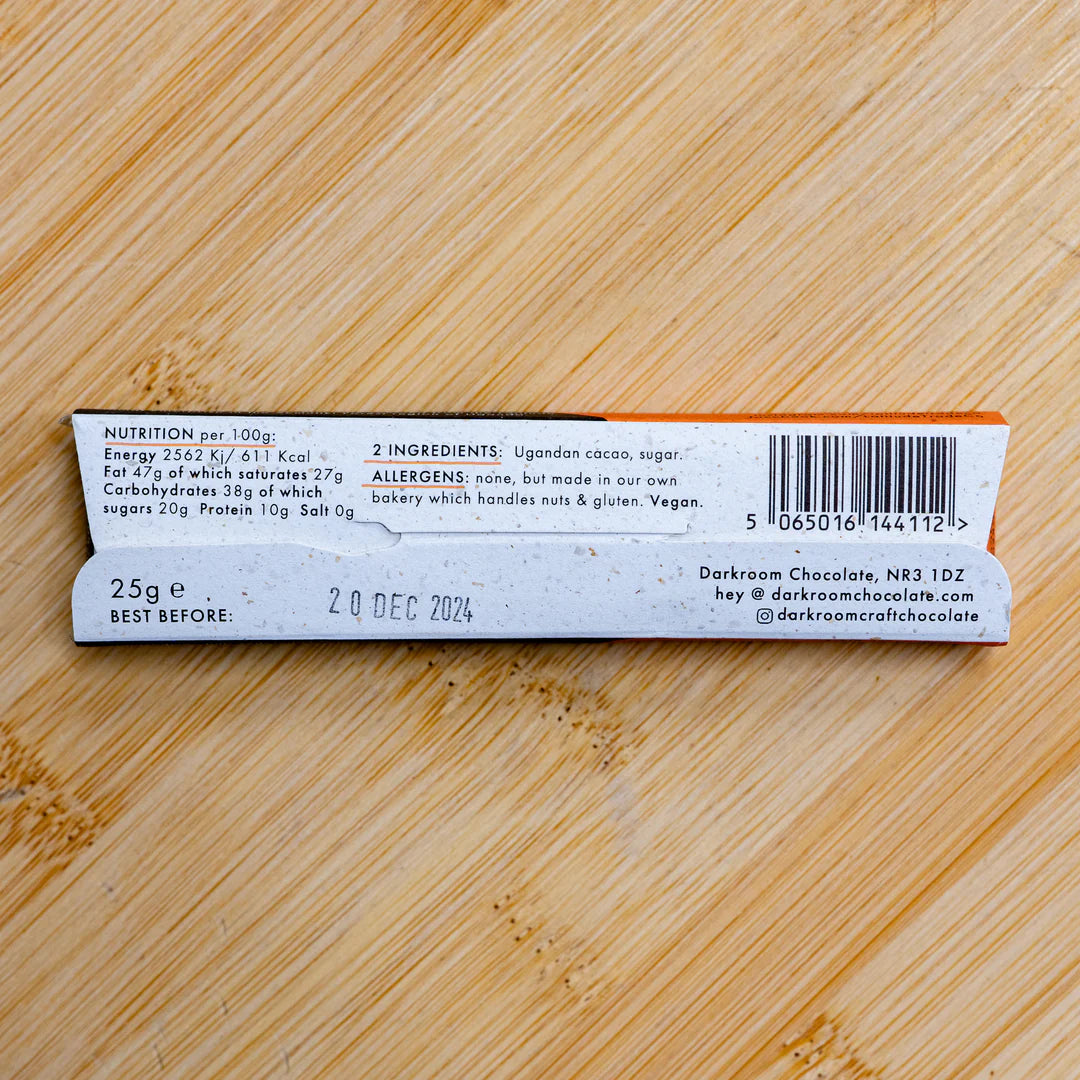 NUTRITION per 100g:
Energy 2562 Kj/ 611 Kcal
Fat 47g of which saturates 27g
Carbohydrates 38g of which
sugars 20g Protein 10g Salt 0g
2 INGREDIENTS: Ugandan cacao, sugar.
ALLERGENS: none, but made in our own
bakery which handles nuts & gluten. Vegan.
5 065016 144112 >
25g ℮
BEST BEFORE: 20 DEC 2024
Darkroom Chocolate, NR3 1DZ
hey @ darkroomchocolate.com
darkroomcraftchocolate